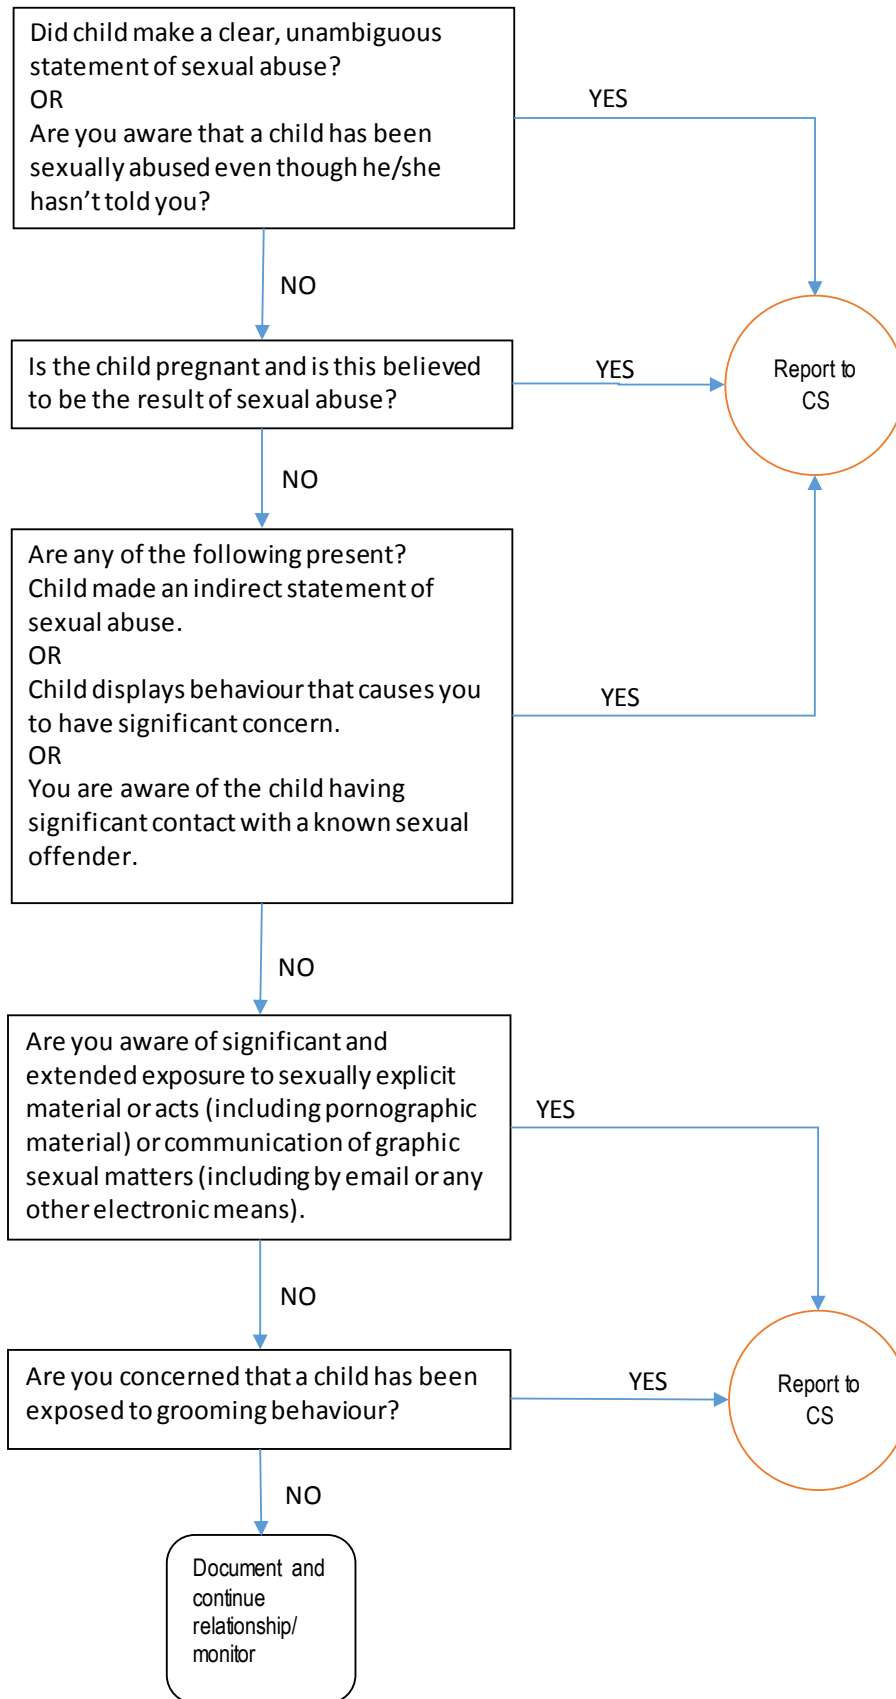 Did child make a clear, unambiguous
statement of sexual abuse?
OR
Are you aware that a child has been
sexually abused even though he/she
hasn't told you?
YES
NO
Is the child pregnant and is this believed
to be the result of sexual abuse?
YES
Report to
CS
NO
Are any of the following present?
Child made an indirect statement of
sexual abuse.
OR
Child displays behaviour that causes you
to have significant concern.
OR
You are aware of the child having
significant contact with a known sexual
offender.
YES
NO
Are you aware of significant and
extended exposure to sexually explicit
material or acts (including pornographic
material) or communication of graphic
sexual matters (including by email or any
other electronic means).
YES
NO
Are you concerned that a child has been
exposed to grooming behaviour?
YES
Report to
CS
NO
Document and
continue
relationship/
monitor